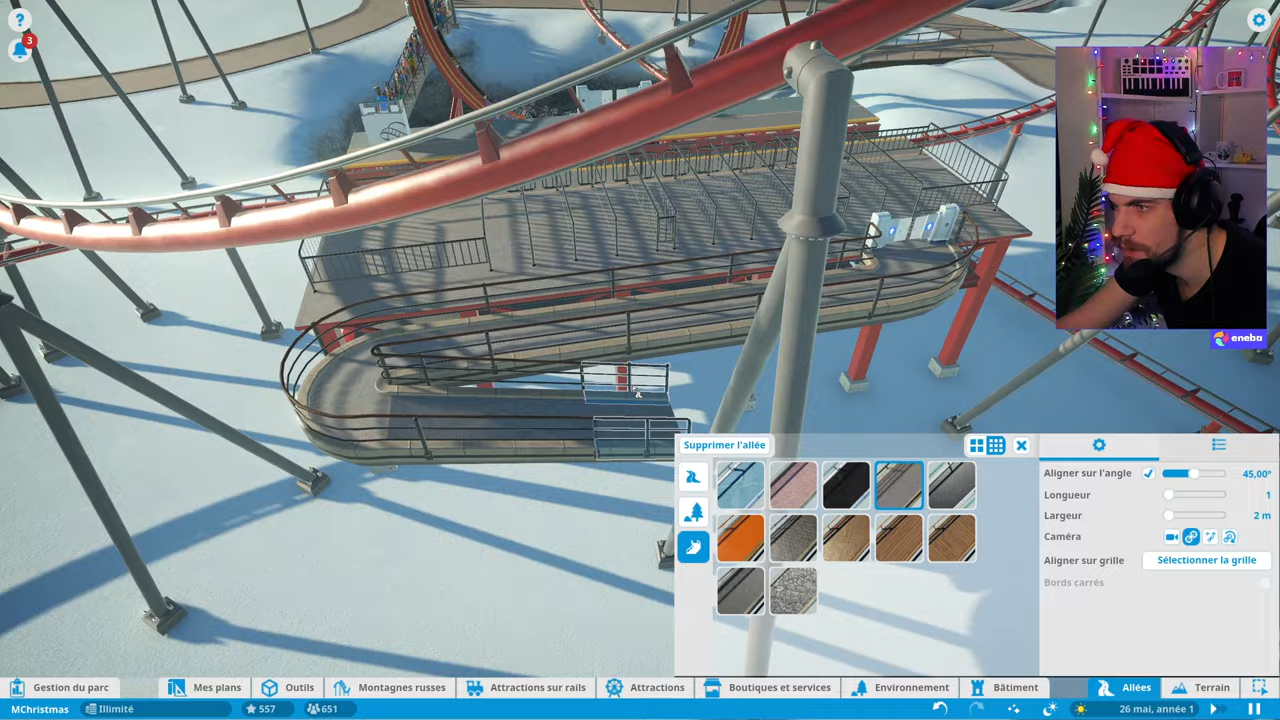 ?
3
eneba
Supprimer l'allée
Aligner sur l'angle
45,00°
Longueur
1
Largeur
2 m
Caméra
Aligner sur grille
Sélectionner la grille
Bords carrés
Gestion du parc
Mes plans
Outils
Montagnes russes
Attractions sur rails
Attractions
Boutiques et services
Environnement
Bâtiment
Allées
Terrain
MChristmas
Illimité
557
651
26 mai, année 1